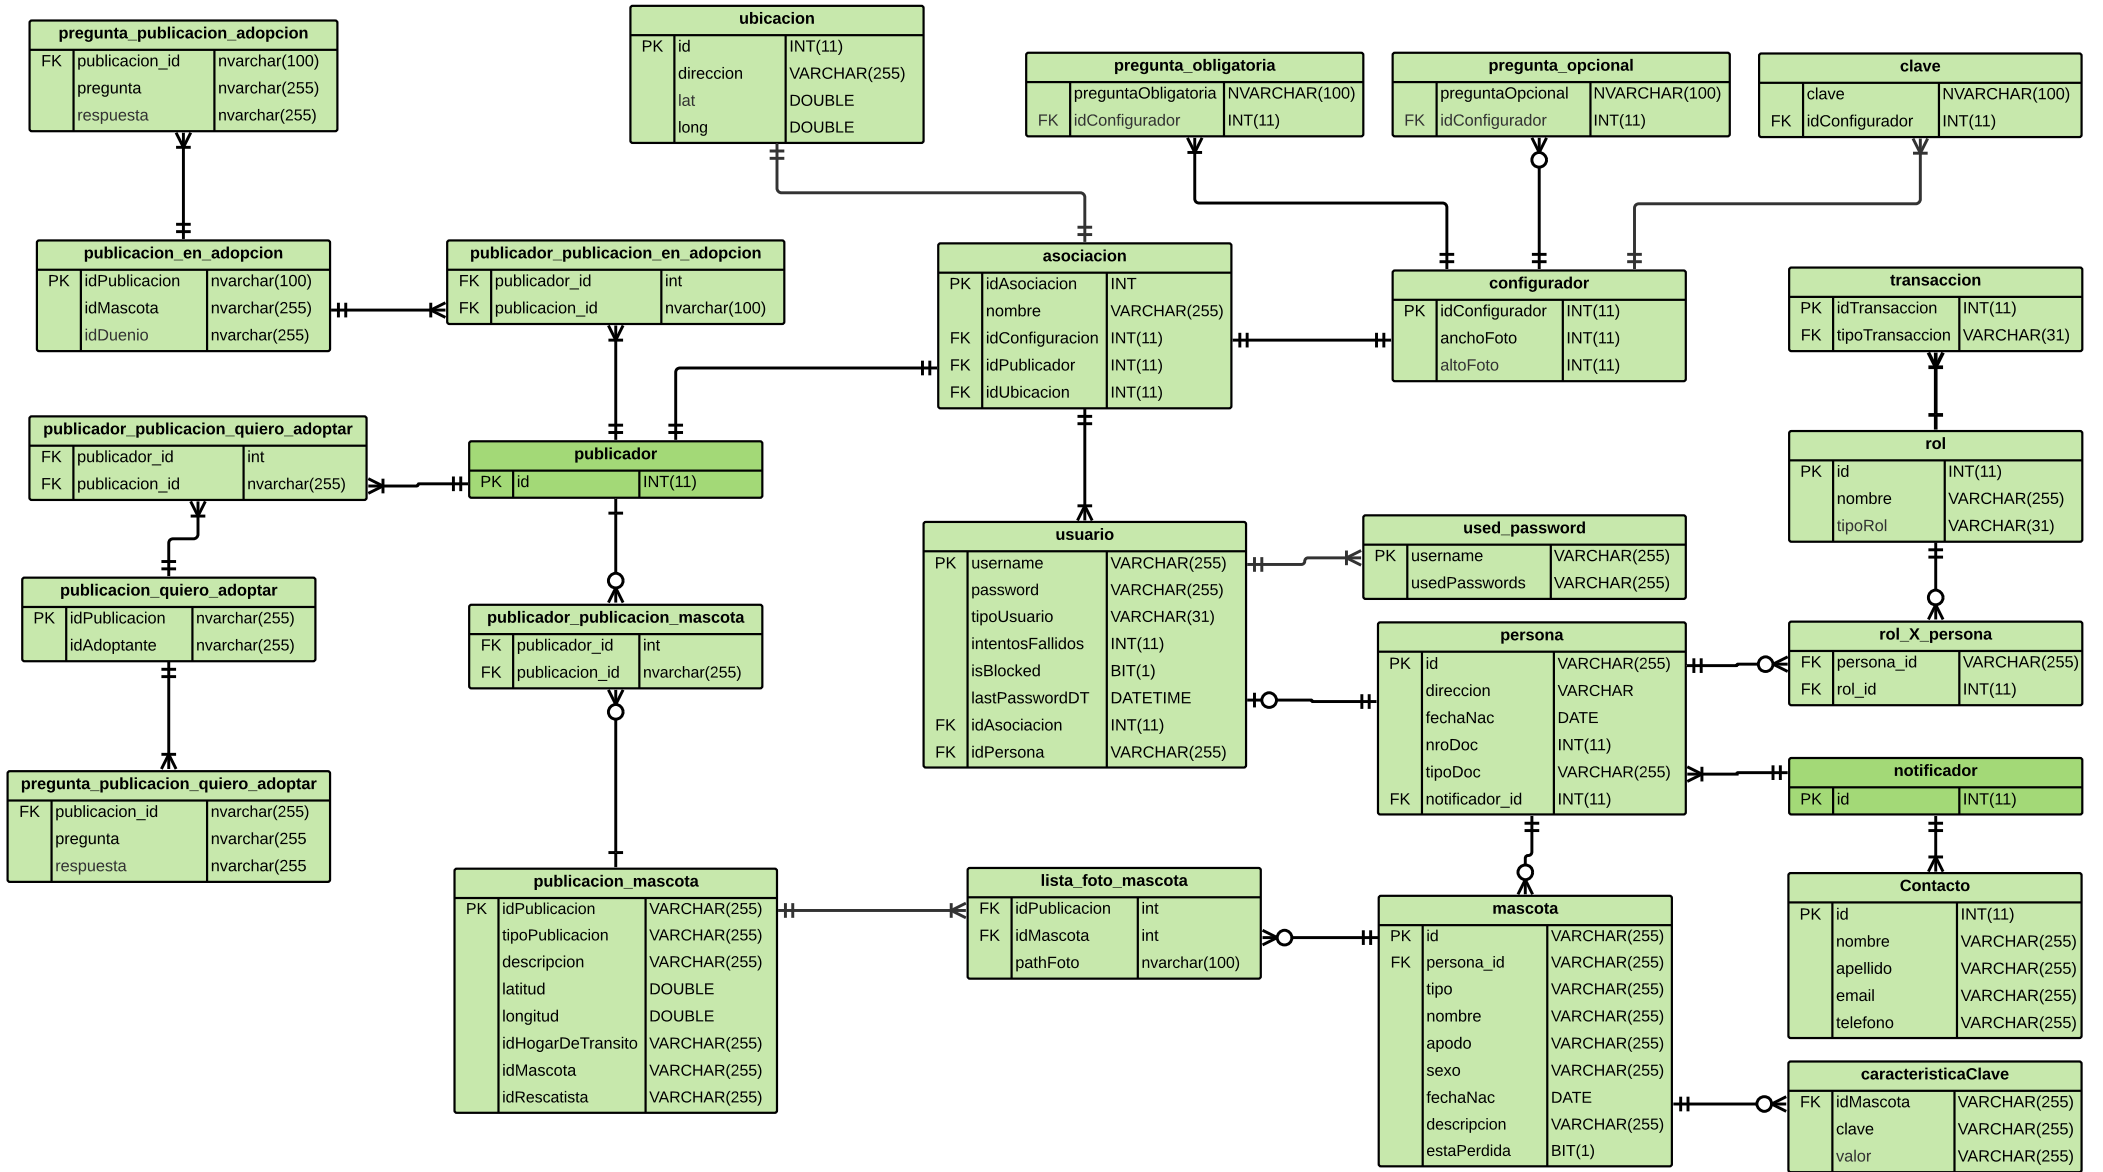 pregunta_publicacion_adopcion
FK publicacion_id nvarchar(100)
pregunta nvarchar(255)
respuesta nvarchar(255)
ubicacion
PK id INT(11)
direccion VARCHAR(255)
lat DOUBLE
long DOUBLE
pregunta_obligatoria
preguntaObligatoria NVARCHAR(100)
FK idConfigurador INT(11)
pregunta_opcional
preguntaOpcional NVARCHAR(100)
FK idConfigurador INT(11)
clave
clave NVARCHAR(100)
FK idConfigurador INT(11)
publicacion_en_adopcion
PK idPublicacion nvarchar(100)
idMascota nvarchar(255)
idDuenio nvarchar(255)
publicador_publicacion_en_adopcion
FK publicador_id int
FK publicacion_id nvarchar(100)
asociacion
PK idAsociacion INT
nombre VARCHAR(255)
FK idConfiguracion INT(11)
FK idPublicador INT(11)
FK idUbicacion INT(11)
configurador
PK idConfigurador INT(11)
anchoFoto INT(11)
altoFoto INT(11)
transaccion
PK idTransaccion INT(11)
FK tipoTransaccion VARCHAR(31)
publicador_publicacion_quiero_adoptar
FK publicador_id int
FK publicacion_id nvarchar(255)
publicador
PK id INT(11)
rol
PK id INT(11)
nombre VARCHAR(255)
tipoRol VARCHAR(31)
usuario
PK username VARCHAR(255)
password VARCHAR(255)
tipoUsuario VARCHAR(31)
intentosFallidos INT(11)
isBlocked BIT(1)
lastPasswordDT DATETIME
FK idAsociacion INT(11)
FK idPersona VARCHAR(255)
used_password
PK username VARCHAR(255)
usedPasswords VARCHAR(255)
publicacion_quiero_adoptar
PK idPublicacion nvarchar(255)
idAdoptante nvarchar(255)
publicador_publicacion_mascota
FK publicador_id int
FK publicacion_id nvarchar(255)
persona
PK id VARCHAR(255)
direccion VARCHAR
fechaNac DATE
nroDoc INT(11)
tipoDoc VARCHAR(255)
FK notificador_id INT(11)
rol_X_persona
FK persona_id VARCHAR(255)
FK rol_id INT(11)
notificador
PK id INT(11)
pregunta_publicacion_quiero_adoptar
FK publicacion_id nvarchar(255)
pregunta nvarchar(255
respuesta nvarchar(255
publicacion_mascota
PK idPublicacion VARCHAR(255)
tipoPublicacion VARCHAR(255)
descripcion VARCHAR(255)
latitud DOUBLE
longitud DOUBLE
idHogarDeTransito VARCHAR(255)
idMascota VARCHAR(255)
idRescatista VARCHAR(255)
lista_foto_mascota
FK idPublicacion int
FK idMascota int
pathFoto nvarchar(100)
mascota
PK id VARCHAR(255)
FK persona_id VARCHAR(255)
tipo VARCHAR(255)
nombre VARCHAR(255)
apodo VARCHAR(255)
sexo VARCHAR(255)
fechaNac DATE
descripcion VARCHAR(255)
estaPerdida BIT(1)
Contacto
PK id INT(11)
nombre VARCHAR(255)
apellido VARCHAR(255)
email VARCHAR(255)
telefono VARCHAR(255)
caracteristicaClave
FK idMascota VARCHAR(255)
clave VARCHAR(255)
valor VARCHAR(255)